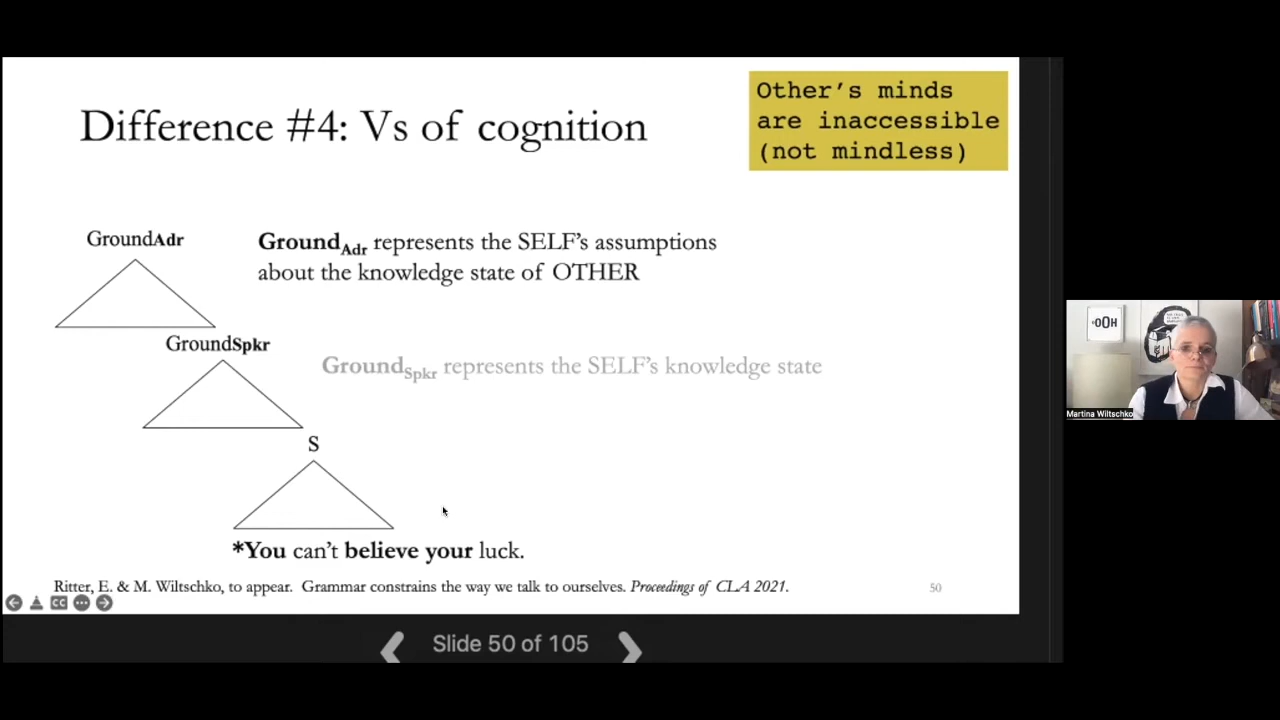 Difference #4: Vs of cognition
Other's minds
are inaccessible
(not mindless)
GroundAdr
GroundAdr represents the SELF's assumptions
about the knowledge state of OTHER
GroundSpkr
GroundSpkr represents the SELF's knowledge state
S
*You can't believe your luck.
Ritter, E. & M. Wiltschko, to appear. Grammar constrains the way we talk to ourselves. Proceedings of CLA 2021.
50
CC
Slide 50 of 105
OOH
Martina Wiltschko